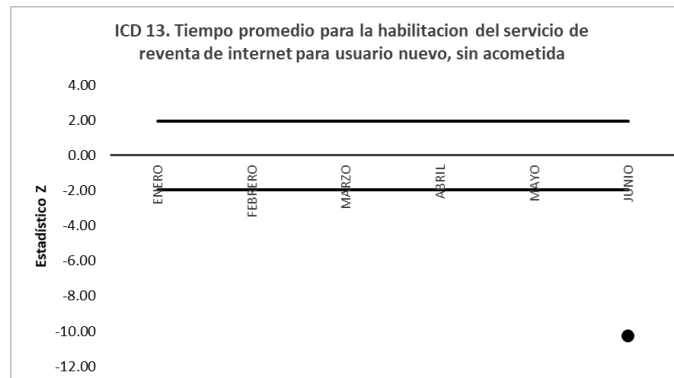 ICD 13. Tiempo promedio para la habilitacion del servicio de
reventa de internet para usuario nuevo, sin acometida
4.00
2.00
0.00
-2.00
-4.00
-6.00
-8.00
-10.00
-12.00
Estadístico Z
ENERO
FEBRERO
MARZO
ABRIL
MAYO
JUNIO